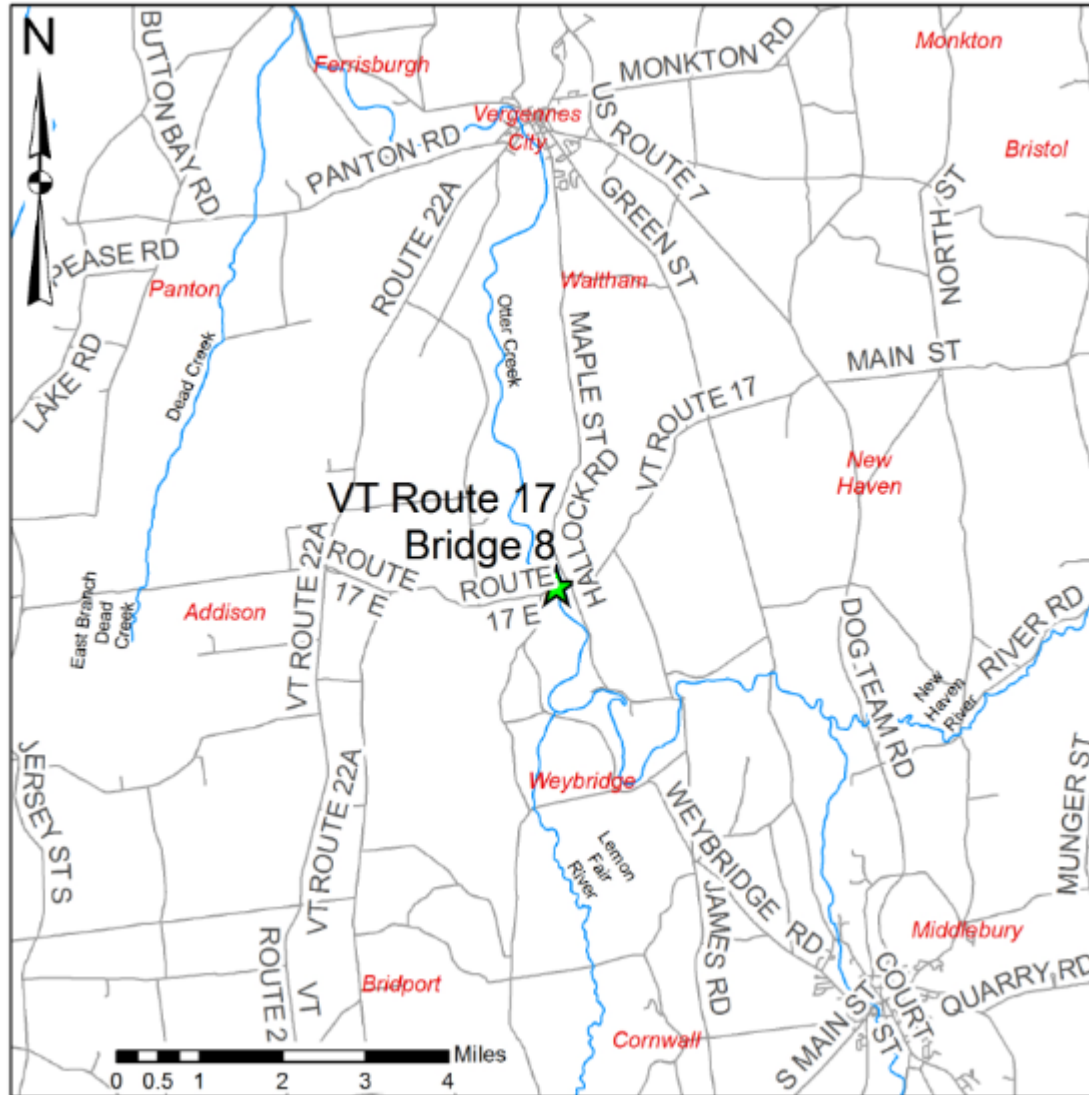 N
BUTTON BAY RD
Ferrisburgh
MONKTON RD
Monkton
Vergennes
City
US ROUTE 7
Bristol
PANTON RD
GREEN ST
NORTH ST
PEASE RD
ROUTE 22A
Panton
Waltham
Otter Creek
LAKE RD
Dead Creek
MAPLE ST
MAIN ST
VT ROUTE 17
New
Haven
HALLOCK RD
VT Route 17
Bridge 8
VT ROUTE 22A
ROUTE
17 E
ROUTE
17 E
East Branch
Dead
Creek
Addison
DOG TEAM RD
New
Haven
River
RIVER RD
JERSEY ST S
VT ROUTE 22A
Weybridge
WEYBRIDGE RD
Lemon
Fair
River
JAMES RD
MUNGER ST
Middlebury
ROUTE 2
VT
Bridport
COURT
ST
QUARRY RD
Cornwall
S MAIN ST
Miles
0 0.5 1 2 3 4